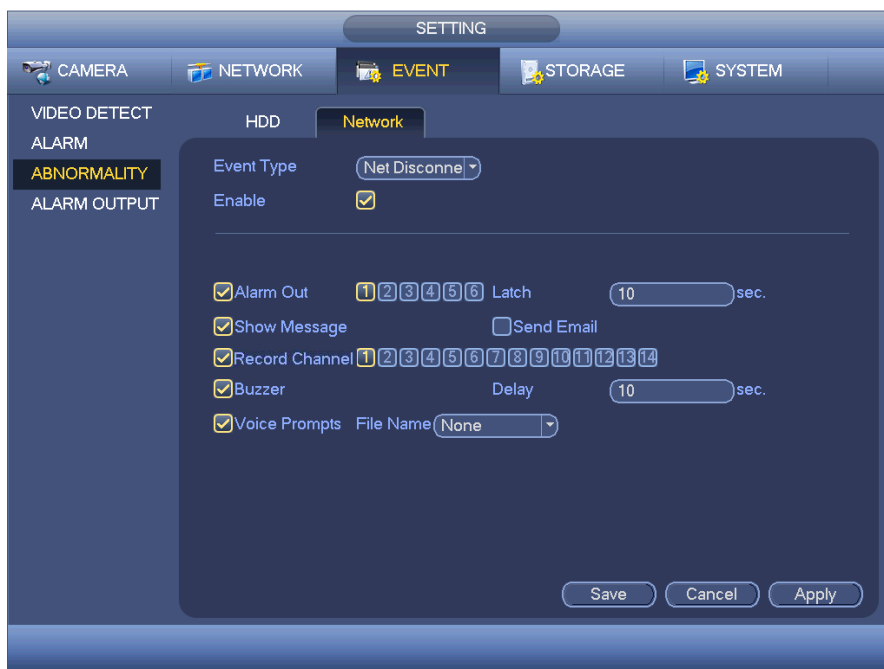 SETTING
CAMERA NETWORK EVENT STORAGE SYSTEM
VIDEO DETECT
ALARM
ABNORMALITY
ALARM OUTPUT
HDD Network
Event Type Net Disconne
Enable
Alarm Out 1 2 3 4 5 6 Latch 10 sec.
Show Message Send Email
Record Channel 1 2 3 4 5 6 7 8 9 10 11 12 13 14
Buzzer Delay 10 sec.
Voice Prompts File Name None
Save Cancel Apply